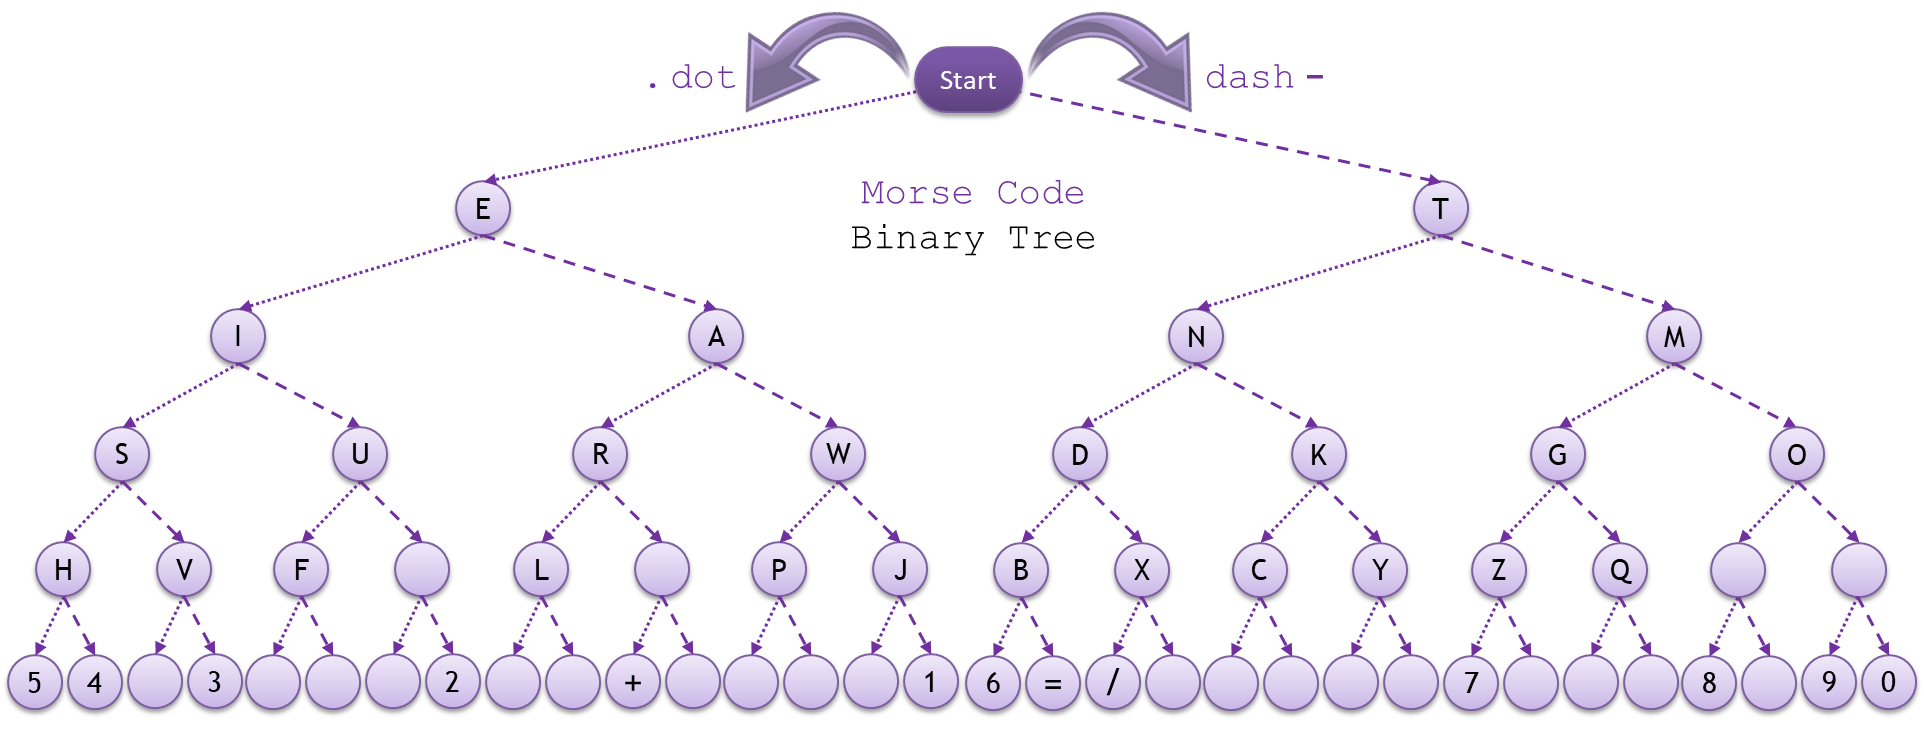 . dot Start dash –
Morse Code
Binary Tree
E T
I A N M
S U R W D K G O
H V F L P J B X C Y Z Q
5 4 3 2 + 1 6 = / 7 8 9 0